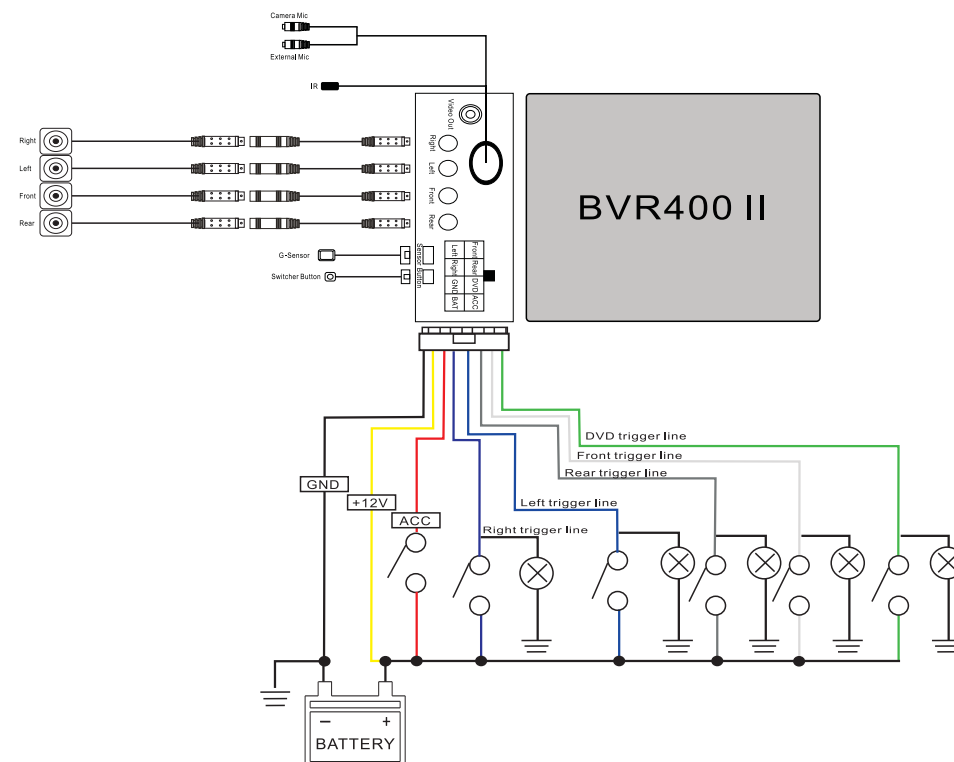 Camera Mic
External Mic
IR
Video Out
Right
Left
Front
Rear
Right
Left
Front
Rear
BVR400 II
G-Sensor
Switcher Button
Sensor
Button
Front Rear DVD ACC
Left Right GND BAT
DVD trigger line
Front trigger line
Rear trigger line
GND
+12V
Left trigger line
ACC
Right trigger line
− +
BATTERY